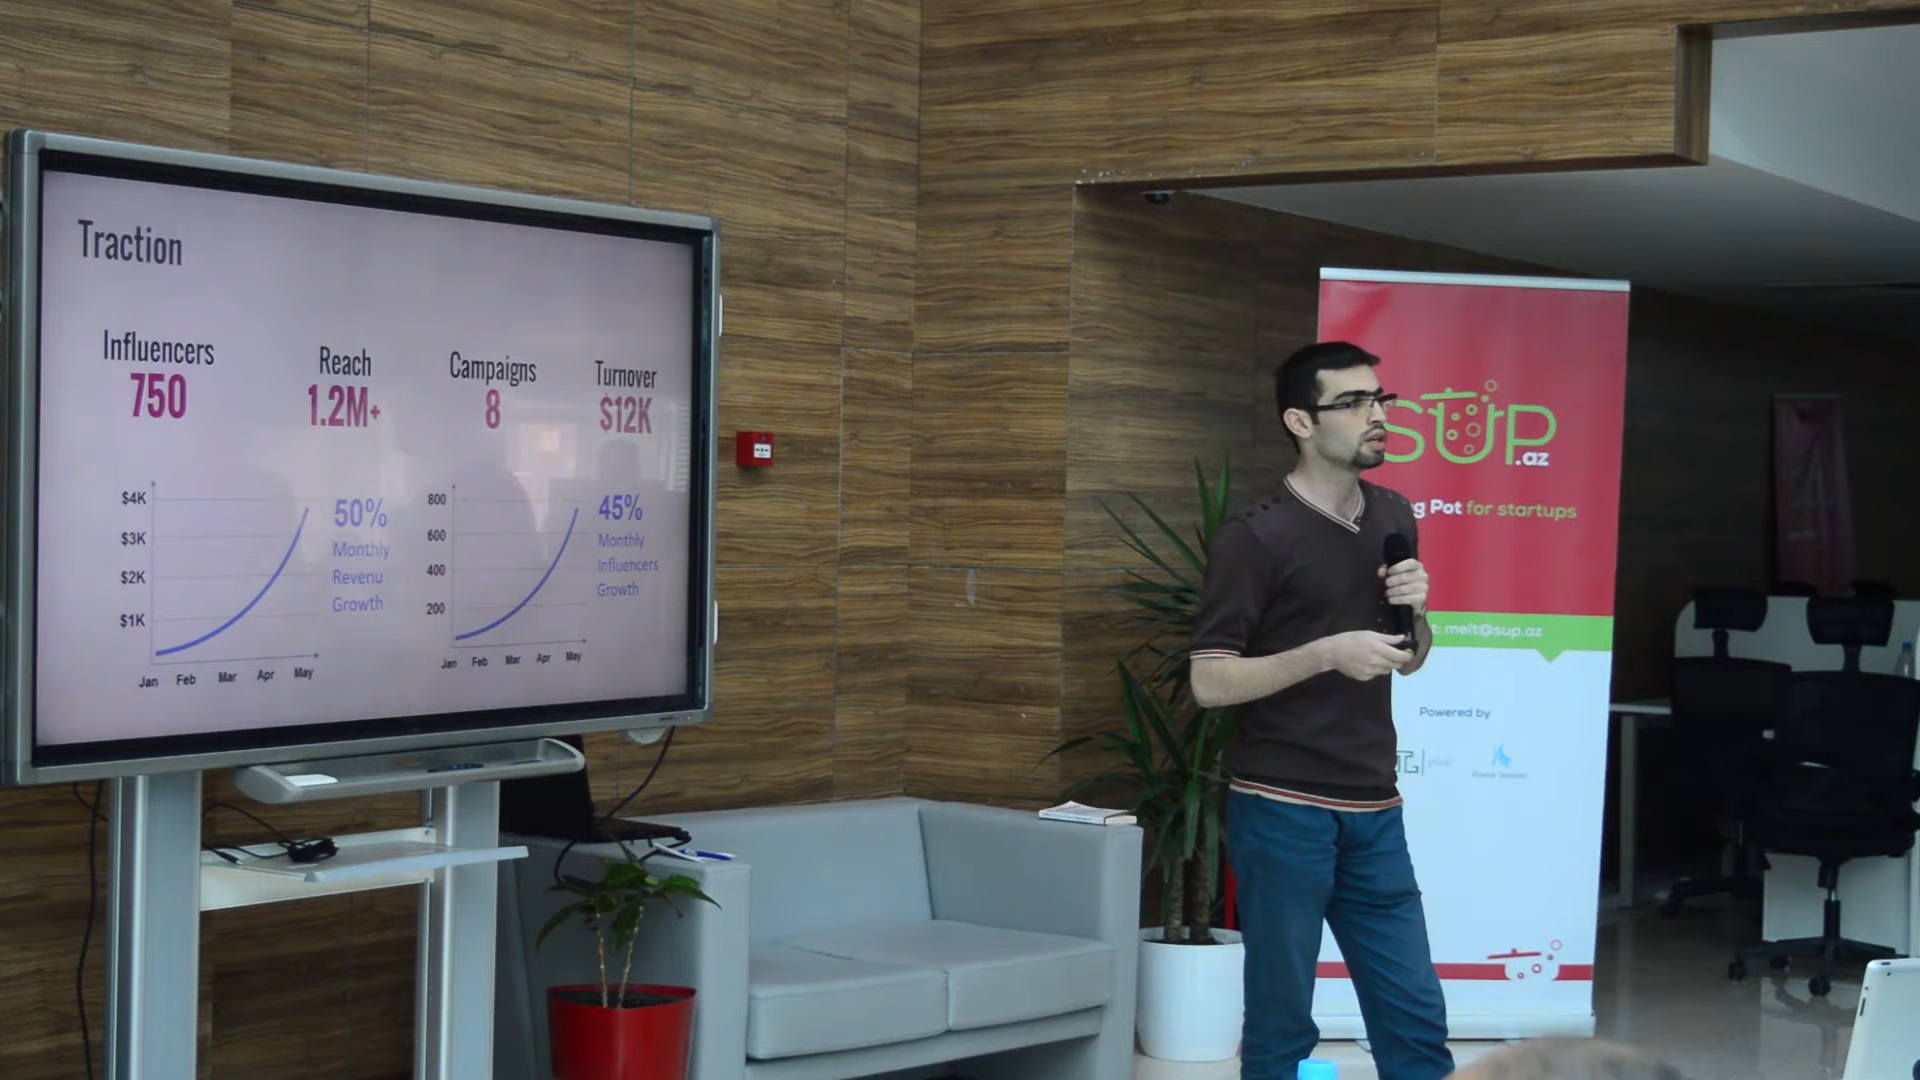 Traction
Influencers
750
Reach
1.2M+
Campaigns
8
Turnover
$12K
$4K
$3K
$2K
$1K
Jan Feb Mar Apr May
50%
Monthly
Revenu
Growth
800
600
400
200
Jan Feb Mar Apr May
45%
Monthly
Influencers
Growth
SUP
.az
g Pot for startups
t: melt@sup.az
Powered by